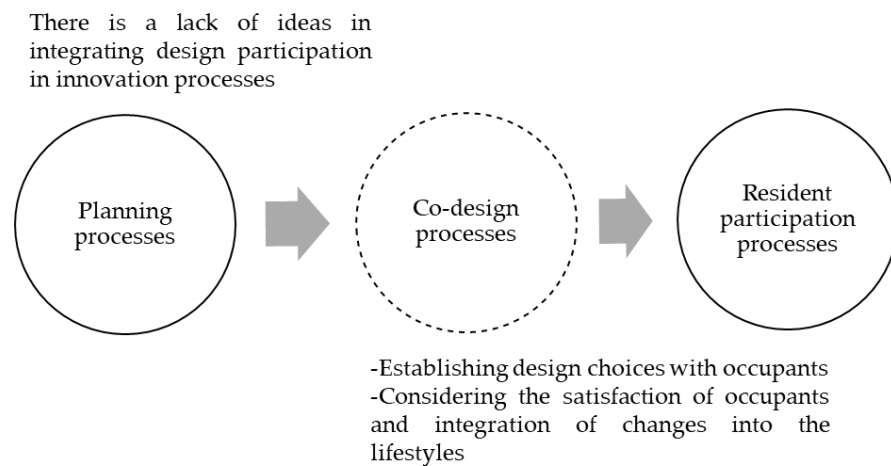 There is a lack of ideas in
integrating design participation
in innovation processes
Planning
processes
Co-design
processes
Resident
participation
processes
-Establishing design choices with occupants
-Considering the satisfaction of occupants
and integration of changes into the
lifestyles